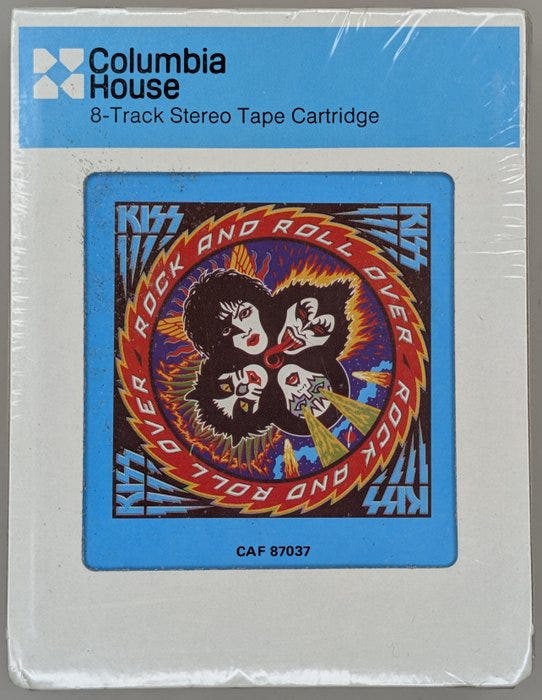 Columbia
House
8-Track Stereo Tape Cartridge
KISS
KISS
ROCK AND ROLL OVER · ROCK AND ROLL OVER ·
KISS
KISS
CAF 87037